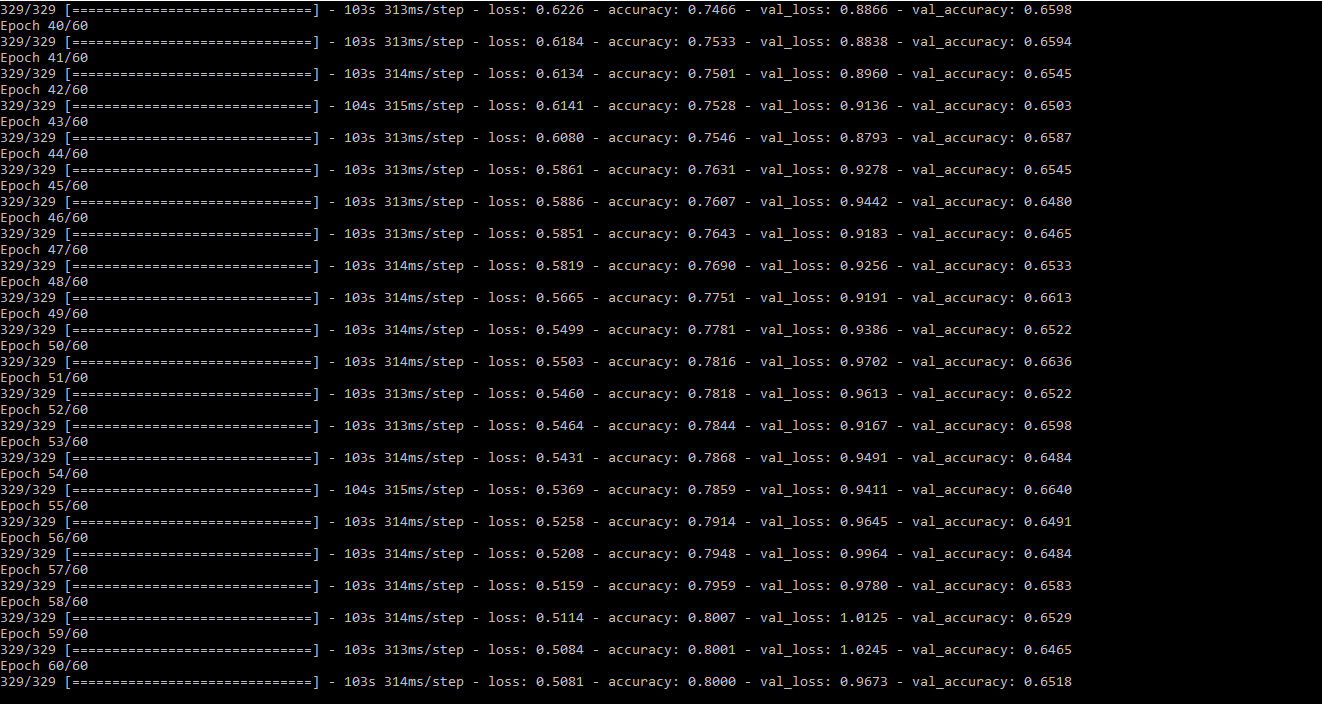 329/329 [==============================] - 103s 313ms/step - loss: 0.6226 - accuracy: 0.7466 - val_loss: 0.8866 - val_accuracy: 0.6598
Epoch 40/60
329/329 [==============================] - 103s 313ms/step - loss: 0.6184 - accuracy: 0.7533 - val_loss: 0.8838 - val_accuracy: 0.6594
Epoch 41/60
329/329 [==============================] - 103s 314ms/step - loss: 0.6134 - accuracy: 0.7501 - val_loss: 0.8960 - val_accuracy: 0.6545
Epoch 42/60
329/329 [==============================] - 104s 315ms/step - loss: 0.6141 - accuracy: 0.7528 - val_loss: 0.9136 - val_accuracy: 0.6503
Epoch 43/60
329/329 [==============================] - 103s 313ms/step - loss: 0.6080 - accuracy: 0.7546 - val_loss: 0.8793 - val_accuracy: 0.6587
Epoch 44/60
329/329 [==============================] - 103s 313ms/step - loss: 0.5861 - accuracy: 0.7631 - val_loss: 0.9278 - val_accuracy: 0.6545
Epoch 45/60
329/329 [==============================] - 103s 313ms/step - loss: 0.5886 - accuracy: 0.7607 - val_loss: 0.9442 - val_accuracy: 0.6480
Epoch 46/60
329/329 [==============================] - 103s 313ms/step - loss: 0.5851 - accuracy: 0.7643 - val_loss: 0.9183 - val_accuracy: 0.6465
Epoch 47/60
329/329 [==============================] - 103s 314ms/step - loss: 0.5819 - accuracy: 0.7690 - val_loss: 0.9256 - val_accuracy: 0.6533
Epoch 48/60
329/329 [==============================] - 103s 314ms/step - loss: 0.5665 - accuracy: 0.7751 - val_loss: 0.9191 - val_accuracy: 0.6613
Epoch 49/60
329/329 [==============================] - 103s 314ms/step - loss: 0.5499 - accuracy: 0.7781 - val_loss: 0.9386 - val_accuracy: 0.6522
Epoch 50/60
329/329 [==============================] - 103s 314ms/step - loss: 0.5503 - accuracy: 0.7816 - val_loss: 0.9702 - val_accuracy: 0.6636
Epoch 51/60
329/329 [==============================] - 103s 313ms/step - loss: 0.5460 - accuracy: 0.7818 - val_loss: 0.9613 - val_accuracy: 0.6522
Epoch 52/60
329/329 [==============================] - 103s 313ms/step - loss: 0.5464 - accuracy: 0.7844 - val_loss: 0.9167 - val_accuracy: 0.6598
Epoch 53/60
329/329 [==============================] - 103s 314ms/step - loss: 0.5431 - accuracy: 0.7868 - val_loss: 0.9491 - val_accuracy: 0.6484
Epoch 54/60
329/329 [==============================] - 104s 315ms/step - loss: 0.5369 - accuracy: 0.7859 - val_loss: 0.9411 - val_accuracy: 0.6640
Epoch 55/60
329/329 [==============================] - 103s 314ms/step - loss: 0.5258 - accuracy: 0.7914 - val_loss: 0.9645 - val_accuracy: 0.6491
Epoch 56/60
329/329 [==============================] - 103s 314ms/step - loss: 0.5208 - accuracy: 0.7948 - val_loss: 0.9964 - val_accuracy: 0.6484
Epoch 57/60
329/329 [==============================] - 103s 314ms/step - loss: 0.5159 - accuracy: 0.7959 - val_loss: 0.9780 - val_accuracy: 0.6583
Epoch 58/60
329/329 [==============================] - 103s 314ms/step - loss: 0.5114 - accuracy: 0.8007 - val_loss: 1.0125 - val_accuracy: 0.6529
Epoch 59/60
329/329 [==============================] - 103s 313ms/step - loss: 0.5084 - accuracy: 0.8001 - val_loss: 1.0245 - val_accuracy: 0.6465
Epoch 60/60
329/329 [==============================] - 103s 314ms/step - loss: 0.5081 - accuracy: 0.8000 - val_loss: 0.9673 - val_accuracy: 0.6518